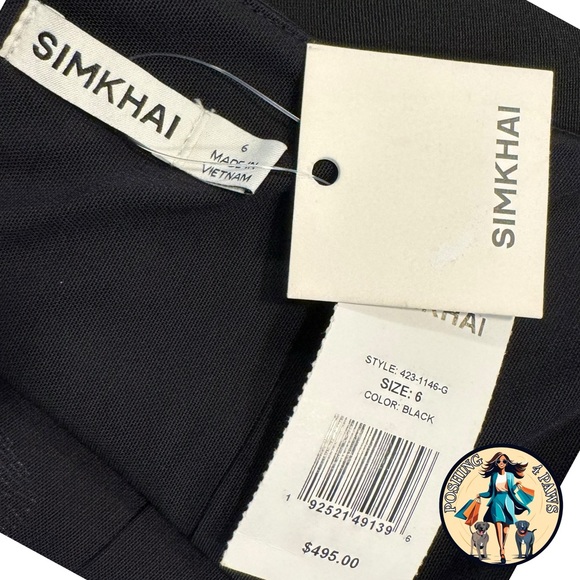 SIMKHAI
6
MADE IN
VIETNAM
SIMKHAI
KHAI
STYLE: 423-1146-G
SIZE: 6
COLOR: BLACK
1 92521 49139 6
$495.00
POSHING 4 PAWS